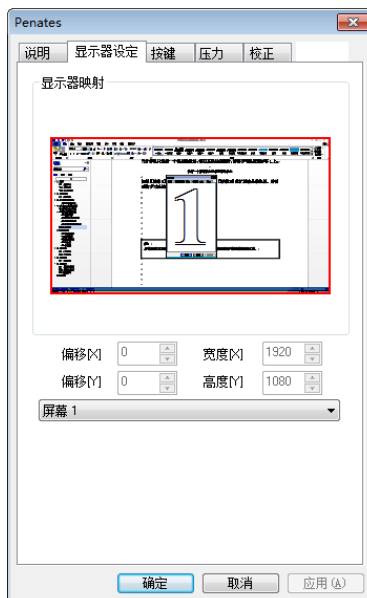 Penates
说明 显示器设定 按键 压力 校正
显示器映射
1
偏移[X] 0 宽度[X] 1920
偏移[Y] 0 高度[Y] 1080
屏幕 1
确定 取消 应用(A)